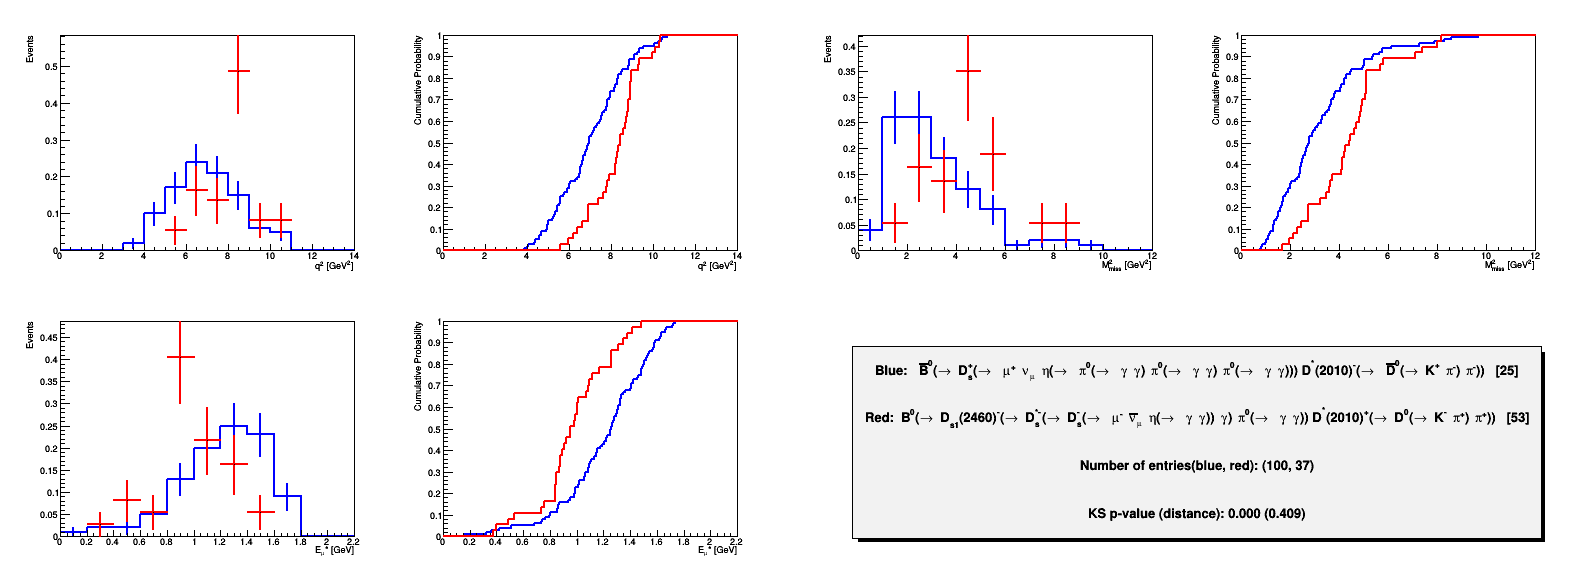 Events
0.5
0.4
0.3
0.2
0.1
0
0 2 4 6 8 10 12 14
q² [GeV²]
Cumulative Probability
1
0.9
0.8
0.7
0.6
0.5
0.4
0.3
0.2
0.1
0
0 2 4 6 8 10 12 14
q² [GeV²]
Events
0.4
0.35
0.3
0.25
0.2
0.15
0.1
0.05
0
0 2 4 6 8 10 12
M²miss [GeV²]
Cumulative Probability
1
0.9
0.8
0.7
0.6
0.5
0.4
0.3
0.2
0.1
0
0 2 4 6 8 10 12
M²miss [GeV²]
Events
0.45
0.4
0.35
0.3
0.25
0.2
0.15
0.1
0.05
0
0 0.2 0.4 0.6 0.8 1 1.2 1.4 1.6 1.8 2 2.2
Eμ* [GeV]
Cumulative Probability
1
0.9
0.8
0.7
0.6
0.5
0.4
0.3
0.2
0.1
0
0 0.2 0.4 0.6 0.8 1 1.2 1.4 1.6 1.8 2 2.2
Eμ* [GeV]
Blue: B̅⁰(→ Ds⁺(→ μ⁺ νμ η(→ π⁰(→ γ γ) π⁰(→ γ γ) π⁰(→ γ γ))) D*(2010)⁻(→ D̅⁰(→ K⁺ π⁻) π⁻)) [25]
Red: B⁰(→ Ds1(2460)⁻(→ Ds*⁻(→ Ds⁻(→ μ⁻ ν̅μ η(→ γ γ)) γ) π⁰(→ γ γ)) D*(2010)⁺(→ D⁰(→ K⁻ π⁺) π⁺)) [53]
Number of entries(blue, red): (100, 37)
KS p-value (distance): 0.000 (0.409)